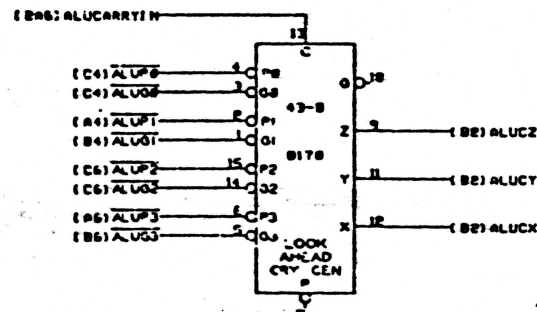 [2A6] ALUCARRYIN
13
C
[C4] ALUP0 4 P0
[C4] ALUG0 3 G0
[A4] ALUP1 2 P1
[B4] ALUG1 1 G1
[C6] ALUP2 15 P2
[C6] ALUG2 14 G2
[A6] ALUP3 6 P3
[B6] ALUG3 5 G3
43-8
8178
G 10
Z 9 [B2] ALUCZ
Y 11 [B2] ALUCY
X 12 [B2] ALUCX
LOOK
AHEAD
CRY GEN
P
7